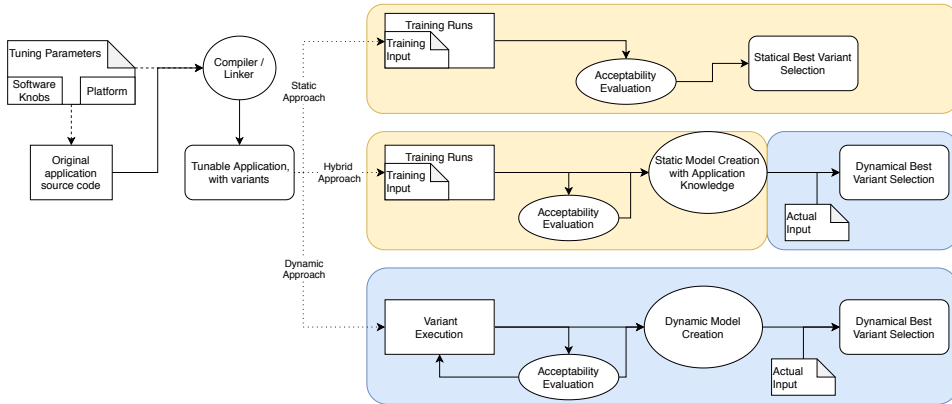 Tuning Parameters
Software
Knobs
Platform
Original
application
source code
Compiler /
Linker
Tunable Application,
with variants
Static
Approach
Hybrid
Approach
Dynamic
Approach
Training Runs
Training
Input
Acceptability
Evaluation
Statical Best Variant
Selection
Training Runs
Training
Input
Acceptability
Evaluation
Static Model Creation
with Application
Knowledge
Actual
Input
Dynamical Best
Variant Selection
Variant
Execution
Acceptability
Evaluation
Dynamic Model
Creation
Actual
Input
Dynamical Best
Variant Selection